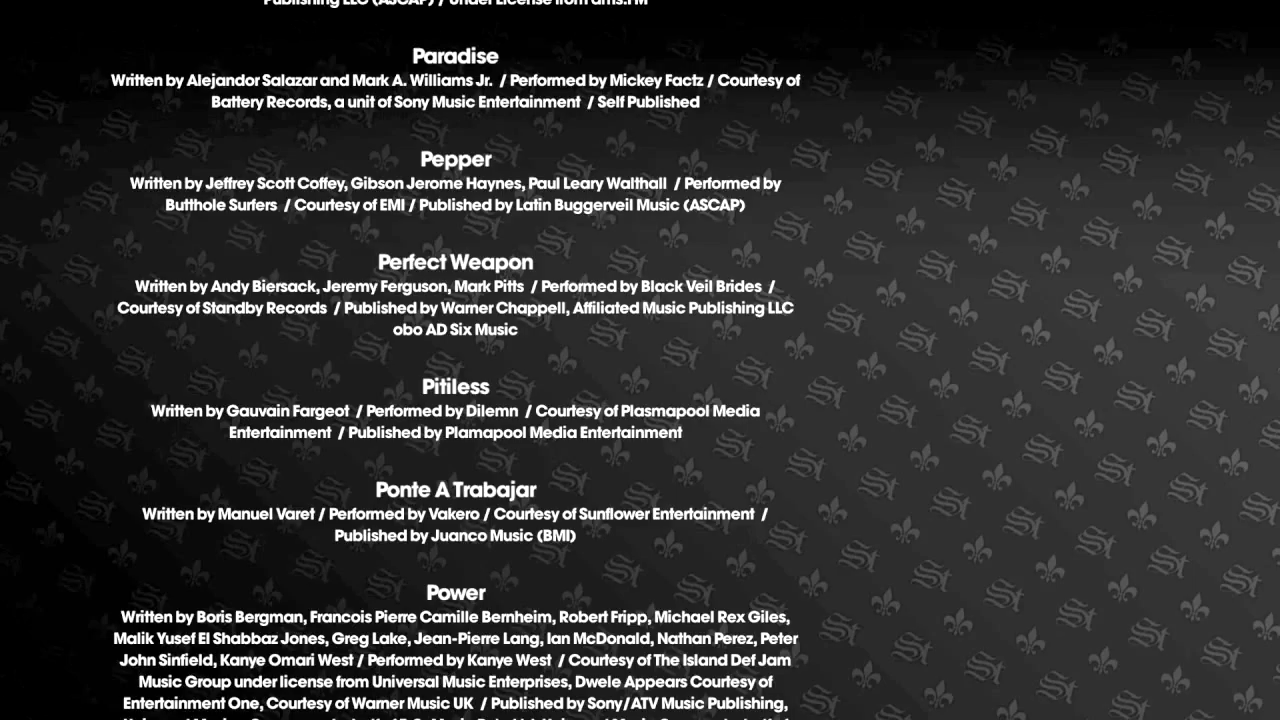 Publishing LLC (ASCAP) / Under License from ams.FM
Paradise
Written by Alejandor Salazar and Mark A. Williams Jr. / Performed by Mickey Factz / Courtesy of
Battery Records, a unit of Sony Music Entertainment / Self Published
Pepper
Written by Jeffrey Scott Coffey, Gibson Jerome Haynes, Paul Leary Walthall / Performed by
Butthole Surfers / Courtesy of EMI / Published by Latin Buggerveil Music (ASCAP)
Perfect Weapon
Written by Andy Biersack, Jeremy Ferguson, Mark Pitts / Performed by Black Veil Brides /
Courtesy of Standby Records / Published by Warner Chappell, Affiliated Music Publishing LLC
obo AD Six Music
Pitiless
Written by Gauvain Fargeot / Performed by Dilemn / Courtesy of Plasmapool Media
Entertainment / Published by Plamapool Media Entertainment
Ponte A Trabajar
Written by Manuel Varet / Performed by Vakero / Courtesy of Sunflower Entertainment /
Published by Juanco Music (BMI)
Power
Written by Boris Bergman, Francois Pierre Camille Bernheim, Robert Fripp, Michael Rex Giles,
Malik Yusef El Shabbaz Jones, Greg Lake, Jean-Pierre Lang, Ian McDonald, Nathan Perez, Peter
John Sinfield, Kanye Omari West / Performed by Kanye West / Courtesy of The Island Def Jam
Music Group under license from Universal Music Enterprises, Dwele Appears Courtesy of
Entertainment One, Courtesy of Warner Music UK / Published by Sony/ATV Music Publishing,